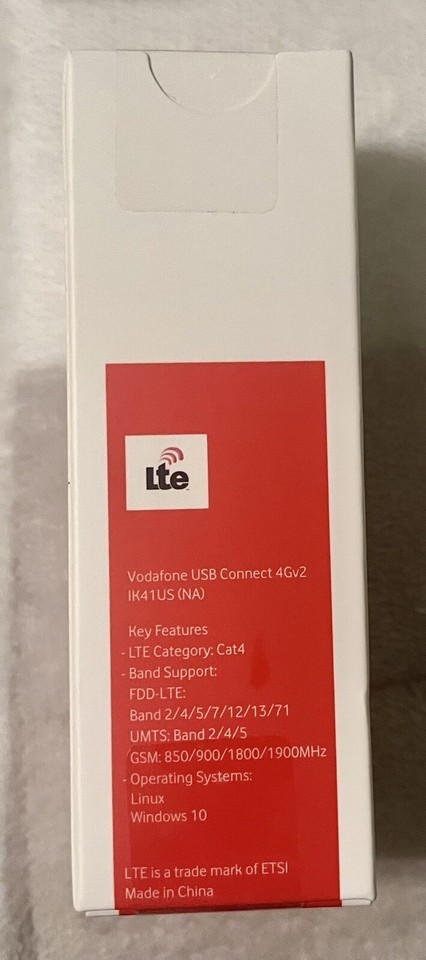 Lte
Vodafone USB Connect 4Gv2
IK41US (NA)
Key Features
- LTE Category: Cat4
- Band Support:
FDD-LTE:
Band 2/4/5/7/12/13/71
UMTS: Band 2/4/5
GSM: 850/900/1800/1900MHz
- Operating Systems:
Linux
Windows 10
LTE is a trade mark of ETSI
Made in China